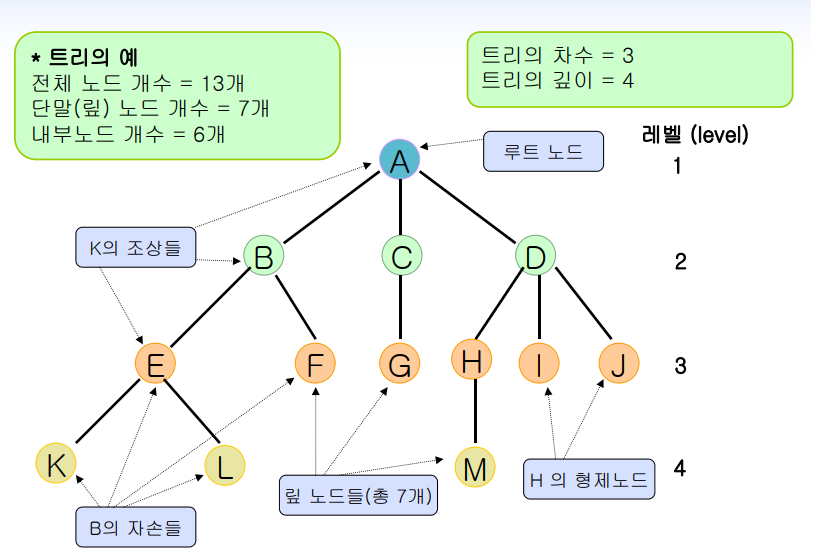 * 트리의 예
전체 노드 개수 = 13개
단말(맆) 노드 개수 = 7개
내부노드 개수 = 6개
트리의 차수 = 3
트리의 깊이 = 4
레벨 (level)
루트 노드
A
1
K의 조상들
B
C
D
2
E
F
G
H
I
J
3
K
L
M
4
맆 노드들(총 7개)
H 의 형제노드
B의 자손들